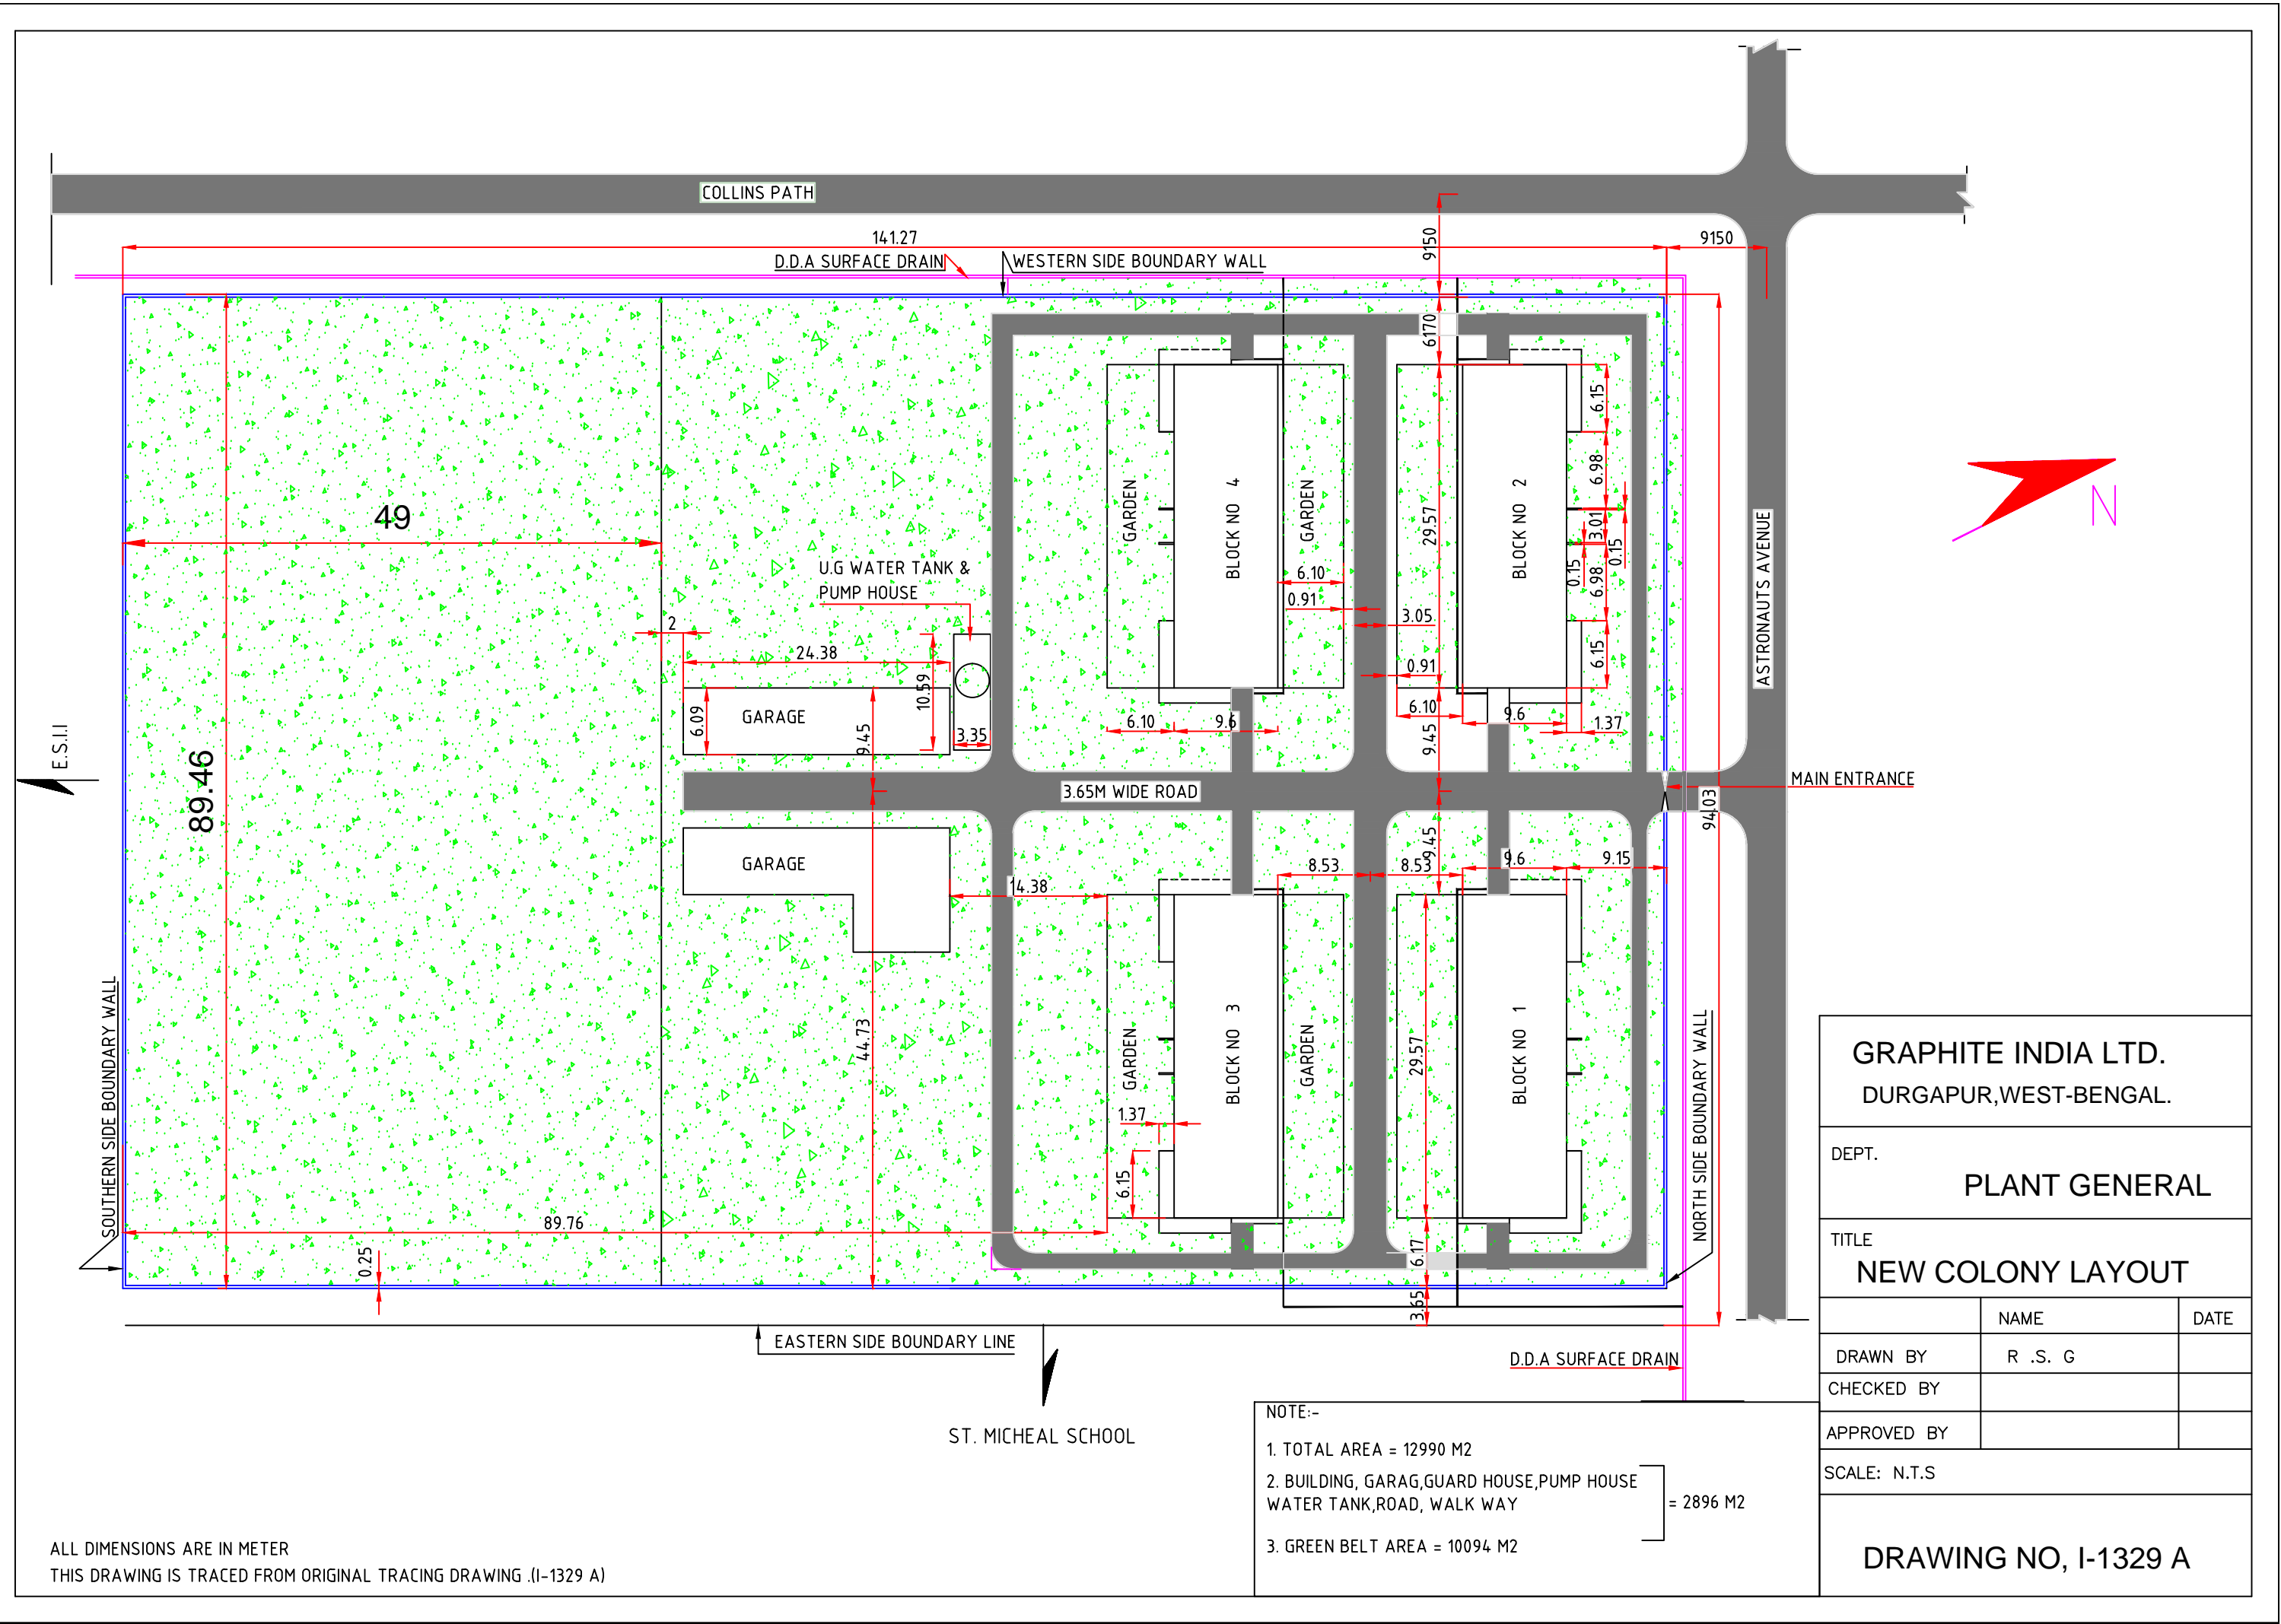 COLLINS PATH
141.27
9150
9150
D.D.A SURFACE DRAIN
WESTERN SIDE BOUNDARY WALL
6170
6.15
49
GARDEN
BLOCK NO 4
GARDEN
29.57
BLOCK NO 2
6.98
3.01
0.15
0.15
6.98
ASTRONAUTS AVENUE
N
U.G WATER TANK &
PUMP HOUSE
6.10
0.91
3.05
2
24.38
10.59
0.91
6.15
6.09
GARAGE
9.45
3.35
6.10
9.6
6.10
9.45
9.6
1.37
E.S.I.I
89.46
3.65M WIDE ROAD
MAIN ENTRANCE
94.03
GARAGE
14.38
8.53
8.53
9.45
9.6
9.15
SOUTHERN SIDE BOUNDARY WALL
44.73
GARDEN
BLOCK NO 3
GARDEN
29.57
BLOCK NO 1
NORTH SIDE BOUNDARY WALL
1.37
6.15
89.76
0.25
6.17
3.65
EASTERN SIDE BOUNDARY LINE
D.D.A SURFACE DRAIN
ST. MICHEAL SCHOOL
NOTE:-
1. TOTAL AREA = 12990 M2
2. BUILDING, GARAG,GUARD HOUSE,PUMP HOUSE
WATER TANK,ROAD, WALK WAY
= 2896 M2
3. GREEN BELT AREA = 10094 M2
GRAPHITE INDIA LTD.
DURGAPUR,WEST-BENGAL.
DEPT.
PLANT GENERAL
TITLE
NEW COLONY LAYOUT
NAME DATE
DRAWN BY R .S. G
CHECKED BY
APPROVED BY
SCALE: N.T.S
DRAWING NO, I-1329 A
ALL DIMENSIONS ARE IN METER
THIS DRAWING IS TRACED FROM ORIGINAL TRACING DRAWING .(I-1329 A)